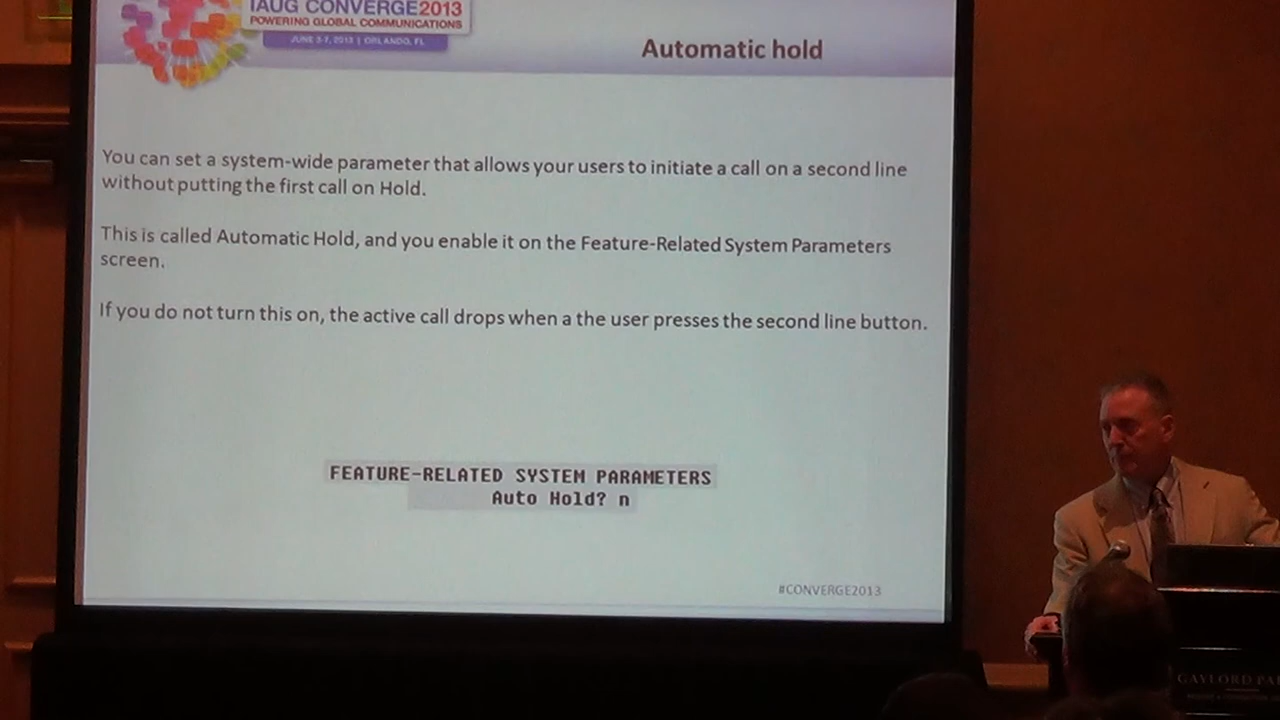 IAUG CONVERGE2013
POWERING GLOBAL COMMUNICATIONS
JUNE 3-7, 2013 | ORLANDO, FL
Automatic hold
You can set a system-wide parameter that allows your users to initiate a call on a second line
without putting the first call on Hold.
This is called Automatic Hold, and you enable it on the Feature-Related System Parameters
screen.
If you do not turn this on, the active call drops when a the user presses the second line button.
FEATURE-RELATED SYSTEM PARAMETERS
Auto Hold? n
#CONVERGE2013
GAYLORD PA